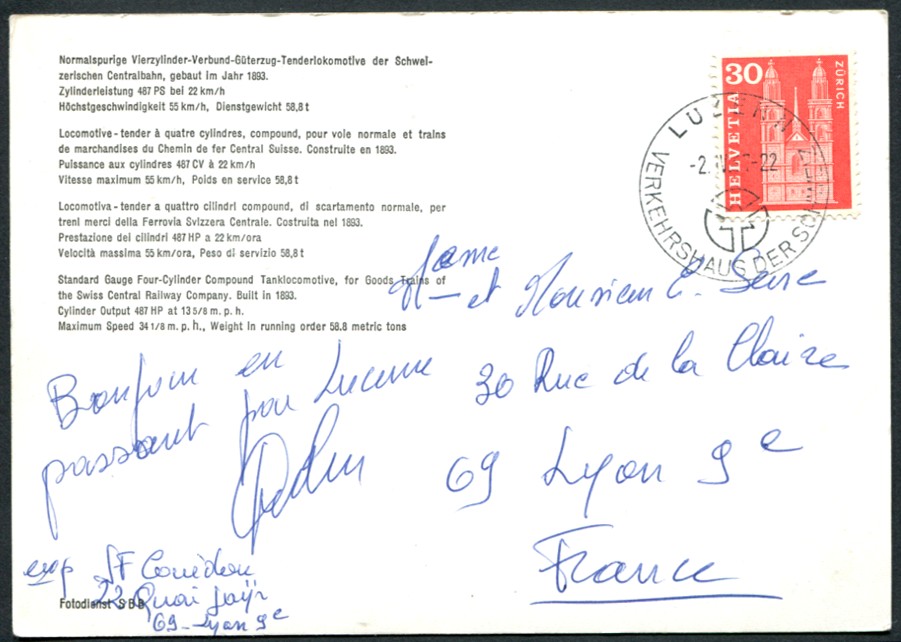 Normalspurige Vierzylinder-Verbund-Güterzug-Tenderlokomotive der Schwei-
zerischen Centralbahn, gebaut im Jahr 1893.
Zylinderleistung 487 PS bei 22 km/h
Höchstgeschwindigkeit 55 km/h, Dienstgewicht 58,8 t
Locomotive-tender à quatre cylindres, compound, pour voie normale et trains
de marchandises du Chemin de fer Central Suisse. Construite en 1893.
Puissance aux cylindres 487 CV à 22 km/h
Vitesse maximum 55 km/h, Poids en service 58,8 t
Locomotiva-tender a quattro cilindri compound, di scartamento normale, per
treni merci della Ferrovia Svizzera Centrale. Costruita nel 1893.
Prestazione dei cilindri 487 HP a 22 km/ora
Velocità massima 55 km/ora, Peso di servizio 58,8 t
Standard Gauge Four-Cylinder Compound Tanklocomotive, for Goods Trains of
the Swiss Central Railway Company. Built in 1893.
Cylinder Output 487 HP at 13 5/8 m. p. h.
Maximum Speed 34 1/8 m. p. h., Weight in running order 58.8 metric tons
30
ZÜRICH
HELVETIA
LUZERN
-2. 22
VERKEHRSHAUS DER SCHWEIZ
Mame
et Monsieur C.
30 Rue de la Claire
69 Lyon 9e
France
Bonjour en
passant par Lucerne
exp JF
22 Quai Jaÿr
69-Lyon 9e
Fotodienst SBB